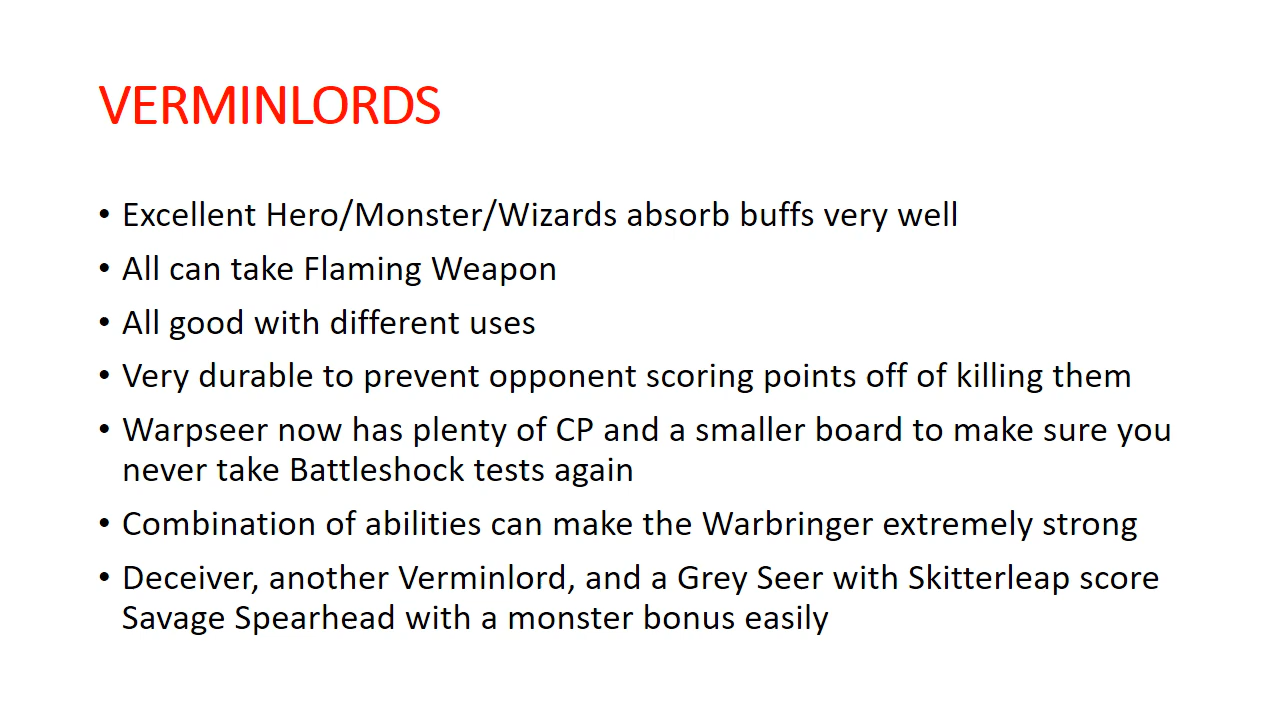 VERMINLORDS
• Excellent Hero/Monster/Wizards absorb buffs very well
• All can take Flaming Weapon
• All good with different uses
• Very durable to prevent opponent scoring points off of killing them
• Warpseer now has plenty of CP and a smaller board to make sure you
never take Battleshock tests again
• Combination of abilities can make the Warbringer extremely strong
• Deceiver, another Verminlord, and a Grey Seer with Skitterleap score
Savage Spearhead with a monster bonus easily